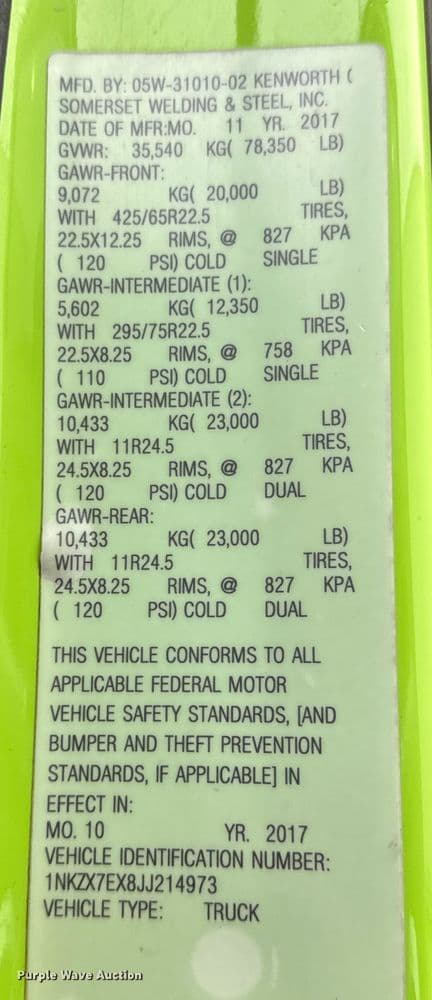 MFD. BY: 05W-31010-02 KENWORTH (
SOMERSET WELDING & STEEL, INC.
DATE OF MFR:MO. 11 YR. 2017
GVWR: 35,540 KG( 78,350 LB)
GAWR-FRONT:
9,072 KG( 20,000 LB)
WITH 425/65R22.5 TIRES,
22.5X12.25 RIMS, @ 827 KPA
( 120 PSI) COLD SINGLE
GAWR-INTERMEDIATE (1):
5,602 KG( 12,350 LB)
WITH 295/75R22.5 TIRES,
22.5X8.25 RIMS, @ 758 KPA
( 110 PSI) COLD SINGLE
GAWR-INTERMEDIATE (2):
10,433 KG( 23,000 LB)
WITH 11R24.5 TIRES,
24.5X8.25 RIMS, @ 827 KPA
( 120 PSI) COLD DUAL
GAWR-REAR:
10,433 KG( 23,000 LB)
WITH 11R24.5 TIRES,
24.5X8.25 RIMS, @ 827 KPA
( 120 PSI) COLD DUAL
THIS VEHICLE CONFORMS TO ALL
APPLICABLE FEDERAL MOTOR
VEHICLE SAFETY STANDARDS, [AND
BUMPER AND THEFT PREVENTION
STANDARDS, IF APPLICABLE] IN
EFFECT IN:
MO. 10 YR. 2017
VEHICLE IDENTIFICATION NUMBER:
1NKZX7EX8JJ214973
VEHICLE TYPE: TRUCK
Purple Wave Auction